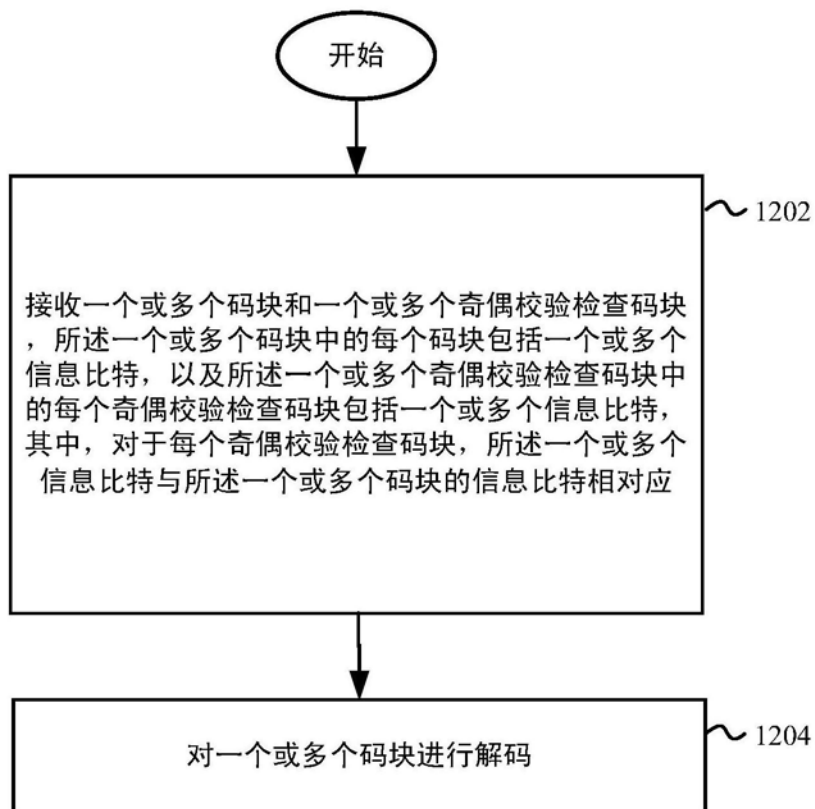 开始
1202
接收一个或多个码块和一个或多个奇偶校验检查码块
，所述一个或多个码块中的每个码块包括一个或多个
信息比特，以及所述一个或多个奇偶校验检查码块中
的每个奇偶校验检查码块包括一个或多个信息比特，
其中，对于每个奇偶校验检查码块，所述一个或多个
信息比特与所述一个或多个码块的信息比特相对应
1204
对一个或多个码块进行解码